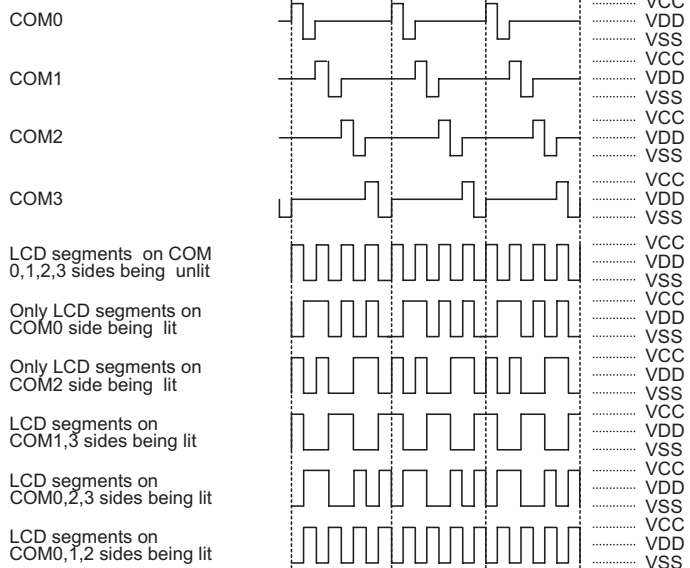 COM0
VCC
VDD
VSS
COM1
VCC
VDD
VSS
COM2
VCC
VDD
VSS
COM3
VCC
VDD
VSS
LCD segments on COM
0,1,2,3 sides being unlit
VCC
VDD
VSS
Only LCD segments on
COM0 side being lit
VCC
VDD
VSS
Only LCD segments on
COM2 side being lit
VCC
VDD
VSS
LCD segments on
COM1,3 sides being lit
VCC
VDD
VSS
LCD segments on
COM0,2,3 sides being lit
VCC
VDD
VSS
LCD segments on
COM0,1,2 sides being lit
VCC
VDD
VSS